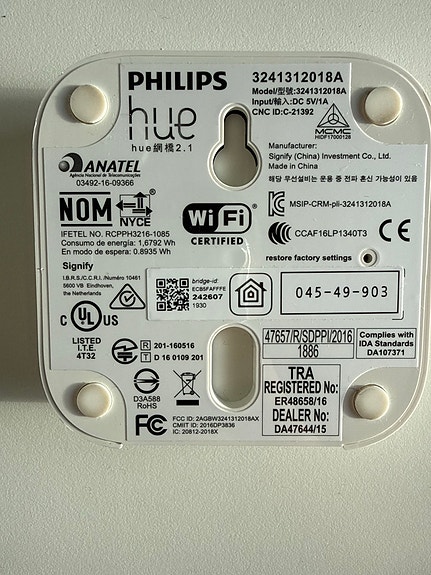 PHILIPS
hue
hue網橋2.1
3241312018A
Model/型號:3241312018A
Input/輸入:DC 5V/1A
CNC ID:C-21392
MCMC
HIDF17000128
Manufacturer:
Signify (China) Investment Co., Ltd.
Made in China
해당 무선설비는 운용 중 전파 혼신 가능성이 있음
ANATEL
Agência Nacional de Telecomunicações
03492-16-09366
NOM
NYCE
IFETEL NO. RCPPH3216-1085
Consumo de energía: 1,6792 Wh
En modo de espera: 0.8935 Wh
Wi Fi
CERTIFIED
MSIP-CRM-pli-3241312018A
CCAF16LP1340T3
CE
restore factory settings
Signify
I.B.R.S./C.C.R.I. /Numéro 10461
5600 VB Eindhoven,
the Netherlands
bridge-id:
EC85FAFFFE
242607
1930
045-49-903
C UL US
LISTED
I.T.E.
4T32
R 201-160516
T D 16 0109 201
47657/R/SDPPI/2016
1886
Complies with
IDA Standards
DA107371
D3A588
RoHS
TRA
REGISTERED No:
ER48658/16
DEALER No:
DA47644/15
FC
FCC ID: 2AGBW3241312018AX
CMIIT ID: 2016DP3836
IC: 20812-2018X